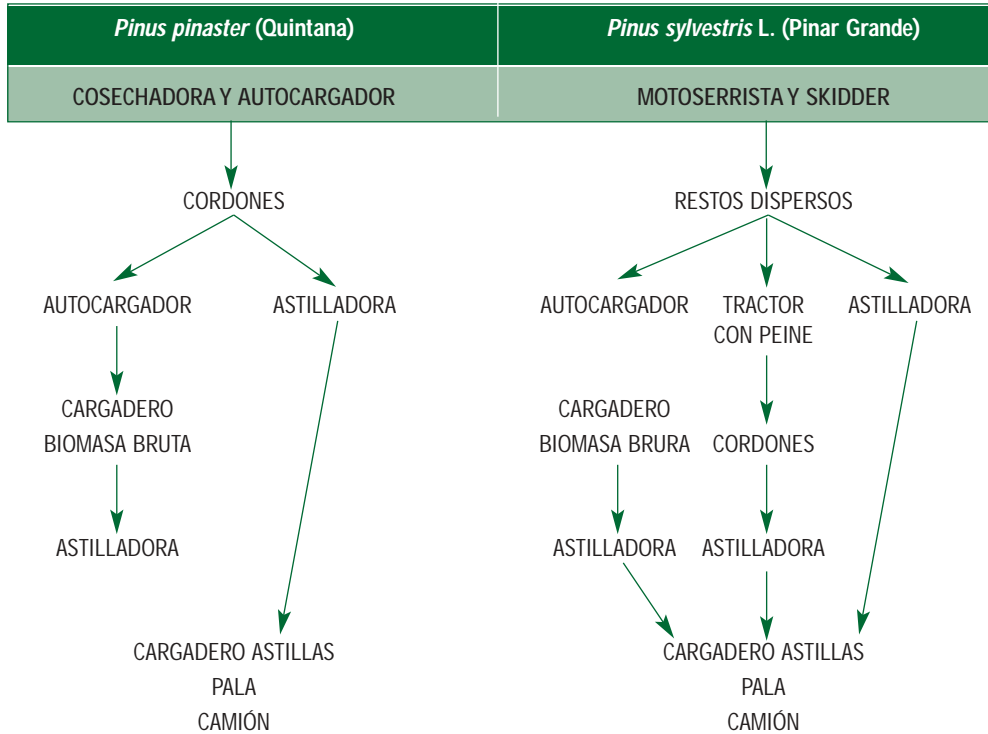 Pinus pinaster (Quintana)
Pinus sylvestris L. (Pinar Grande)
COSECHADORA Y AUTOCARGADOR
MOTOSERRISTA Y SKIDDER
CORDONES
RESTOS DISPERSOS
AUTOCARGADOR
ASTILLADORA
AUTOCARGADOR
TRACTOR
CON PEINE
ASTILLADORA
CARGADERO
BIOMASA BRUTA
CARGADERO
BIOMASA BRURA
CORDONES
ASTILLADORA
ASTILLADORA
ASTILLADORA
CARGADERO ASTILLAS
PALA
CAMIÓN
CARGADERO ASTILLAS
PALA
CAMIÓN